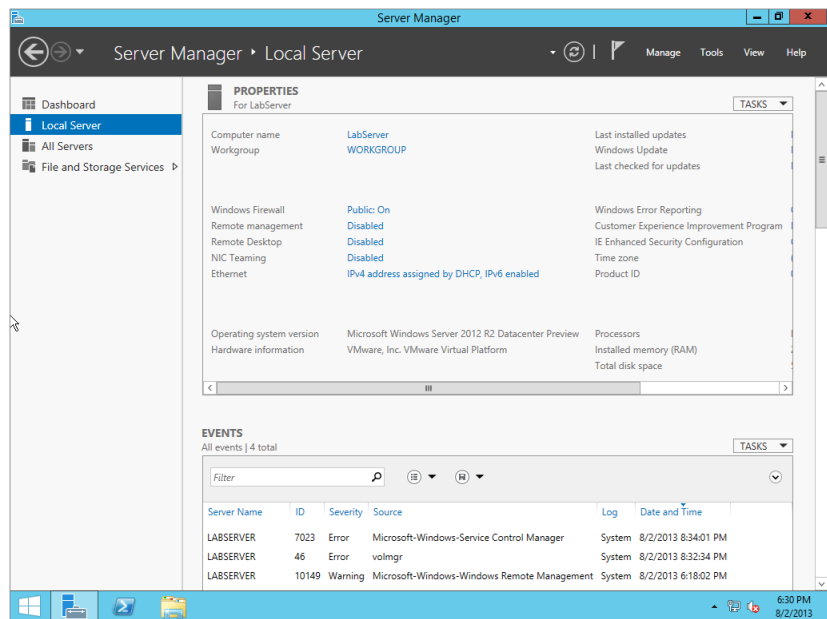 Server Manager
Server Manager • Local Server
Manage Tools View Help
Dashboard
Local Server
All Servers
File and Storage Services
PROPERTIES
For LabServer
TASKS
Computer name LabServer Last installed updates
Workgroup WORKGROUP Windows Update
Last checked for updates
Windows Firewall Public: On Windows Error Reporting
Remote management Disabled Customer Experience Improvement Program
Remote Desktop Disabled IE Enhanced Security Configuration
NIC Teaming Disabled Time zone
Ethernet IPv4 address assigned by DHCP, IPv6 enabled Product ID
Operating system version Microsoft Windows Server 2012 R2 Datacenter Preview Processors
Hardware information VMware, Inc. VMware Virtual Platform Installed memory (RAM)
Total disk space
EVENTS
All events | 4 total
TASKS
Filter
Server Name ID Severity Source Log Date and Time
LABSERVER 7023 Error Microsoft-Windows-Service Control Manager System 8/2/2013 8:34:01 PM
LABSERVER 46 Error volmgr System 8/2/2013 8:32:34 PM
LABSERVER 10149 Warning Microsoft-Windows-Windows Remote Management System 8/2/2013 6:18:02 PM
6:30 PM
8/2/2013